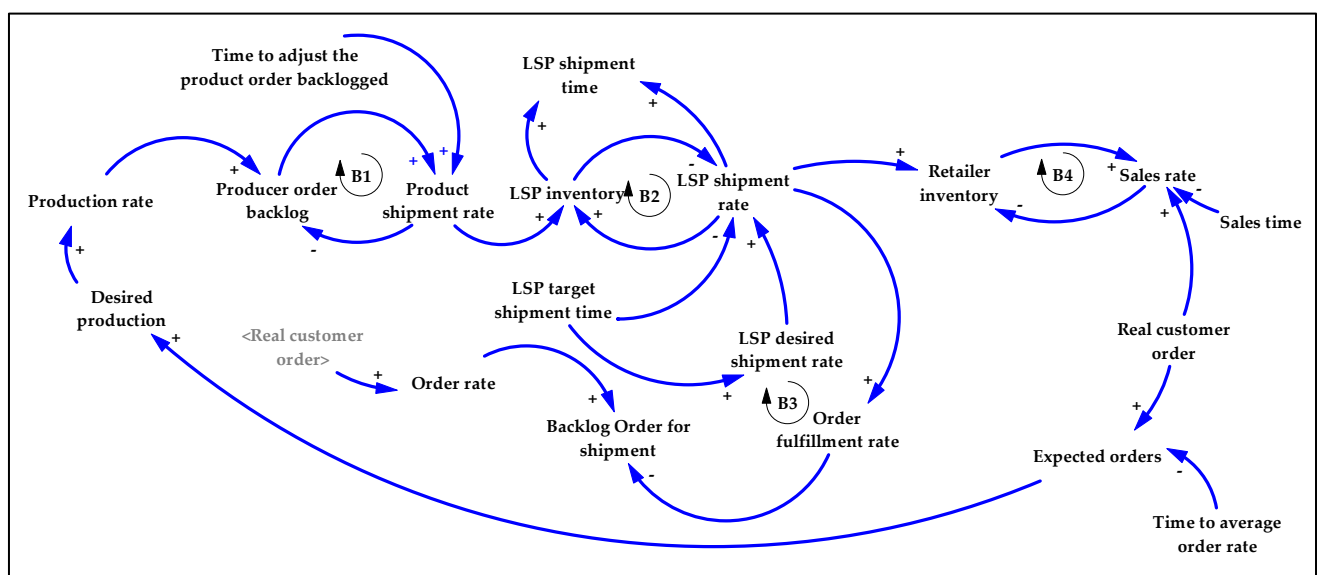 Time to adjust the
product order backlogged
LSP shipment
time
+
+
+
+
+
B1
Production rate
Producer order
backlog
Product
shipment rate
-
+
-
LSP inventory
+
+
B2
-
LSP shipment
rate
+
Retailer
inventory
-
B4
+
Sales rate
-
+
Sales time
+
Desired
production
+
LSP target
shipment time
-
+
LSP desired
shipment rate
+
B3
<Real customer
order>
+
Order rate
+
Backlog Order for
shipment
-
+
Order
fulfillment rate
Real customer
order
+
Expected orders
-
Time to average
order rate